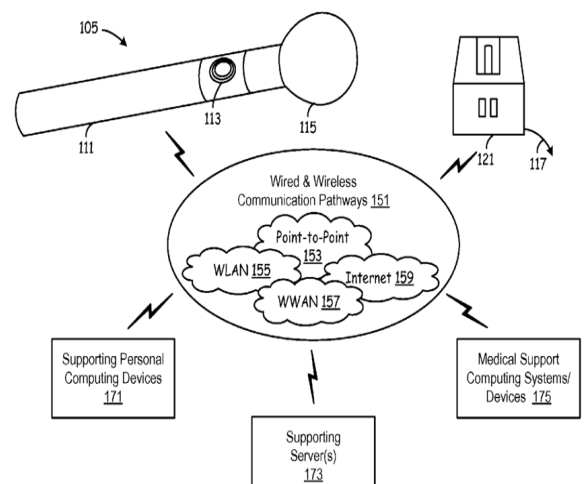 105
113
115
111
121
117
Wired & Wireless
Communication Pathways 151
Point-to-Point
153
WLAN 155
Internet 159
WWAN 157
Supporting Personal
Computing Devices
171
Medical Support
Computing Systems/
Devices 175
Supporting
Server(s)
173